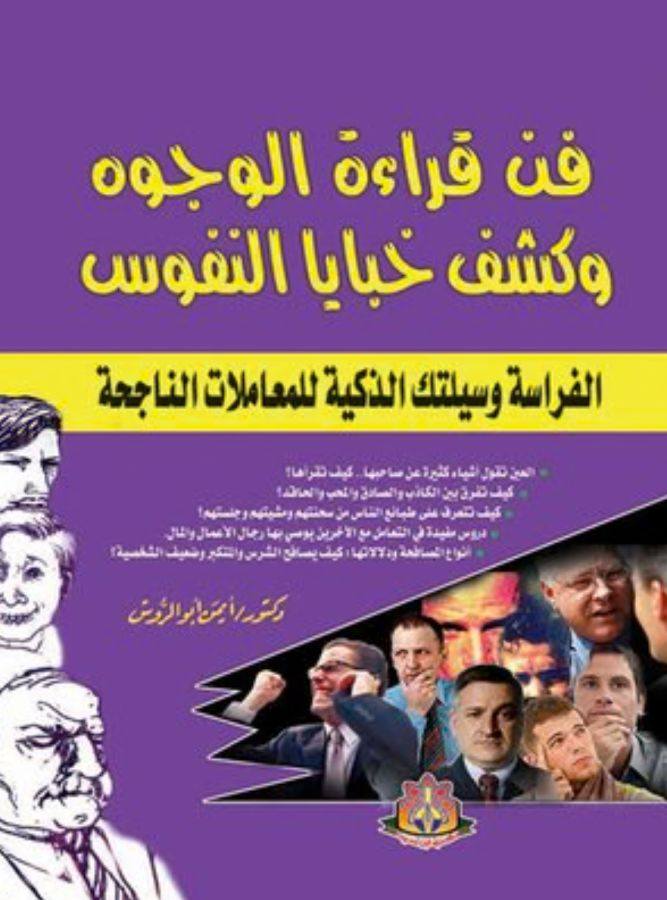 فن قراءة الوجوه
وكشف خبايا النفوس
الفراسة وسيلتك الذكية للمعاملات الناجحة
العين تقول أشياء كثيرة عن صاحبها.. كيف تقرأها؟
كيف تفرق بين الكاذب والصادق والمحب والحاقد؟
كيف تتعرف على طبائع الناس من سحنتهم ومشيتهم وجلستهم؟
دروس مفيدة في التعامل مع الآخرين يوصي بها رجال الأعمال والمال.
أنواع المصافحة ودلالاتها: كيف يصافح الشرس والمتكبر وضعيف الشخصية؟
دكتور/أيمن أبو الروس